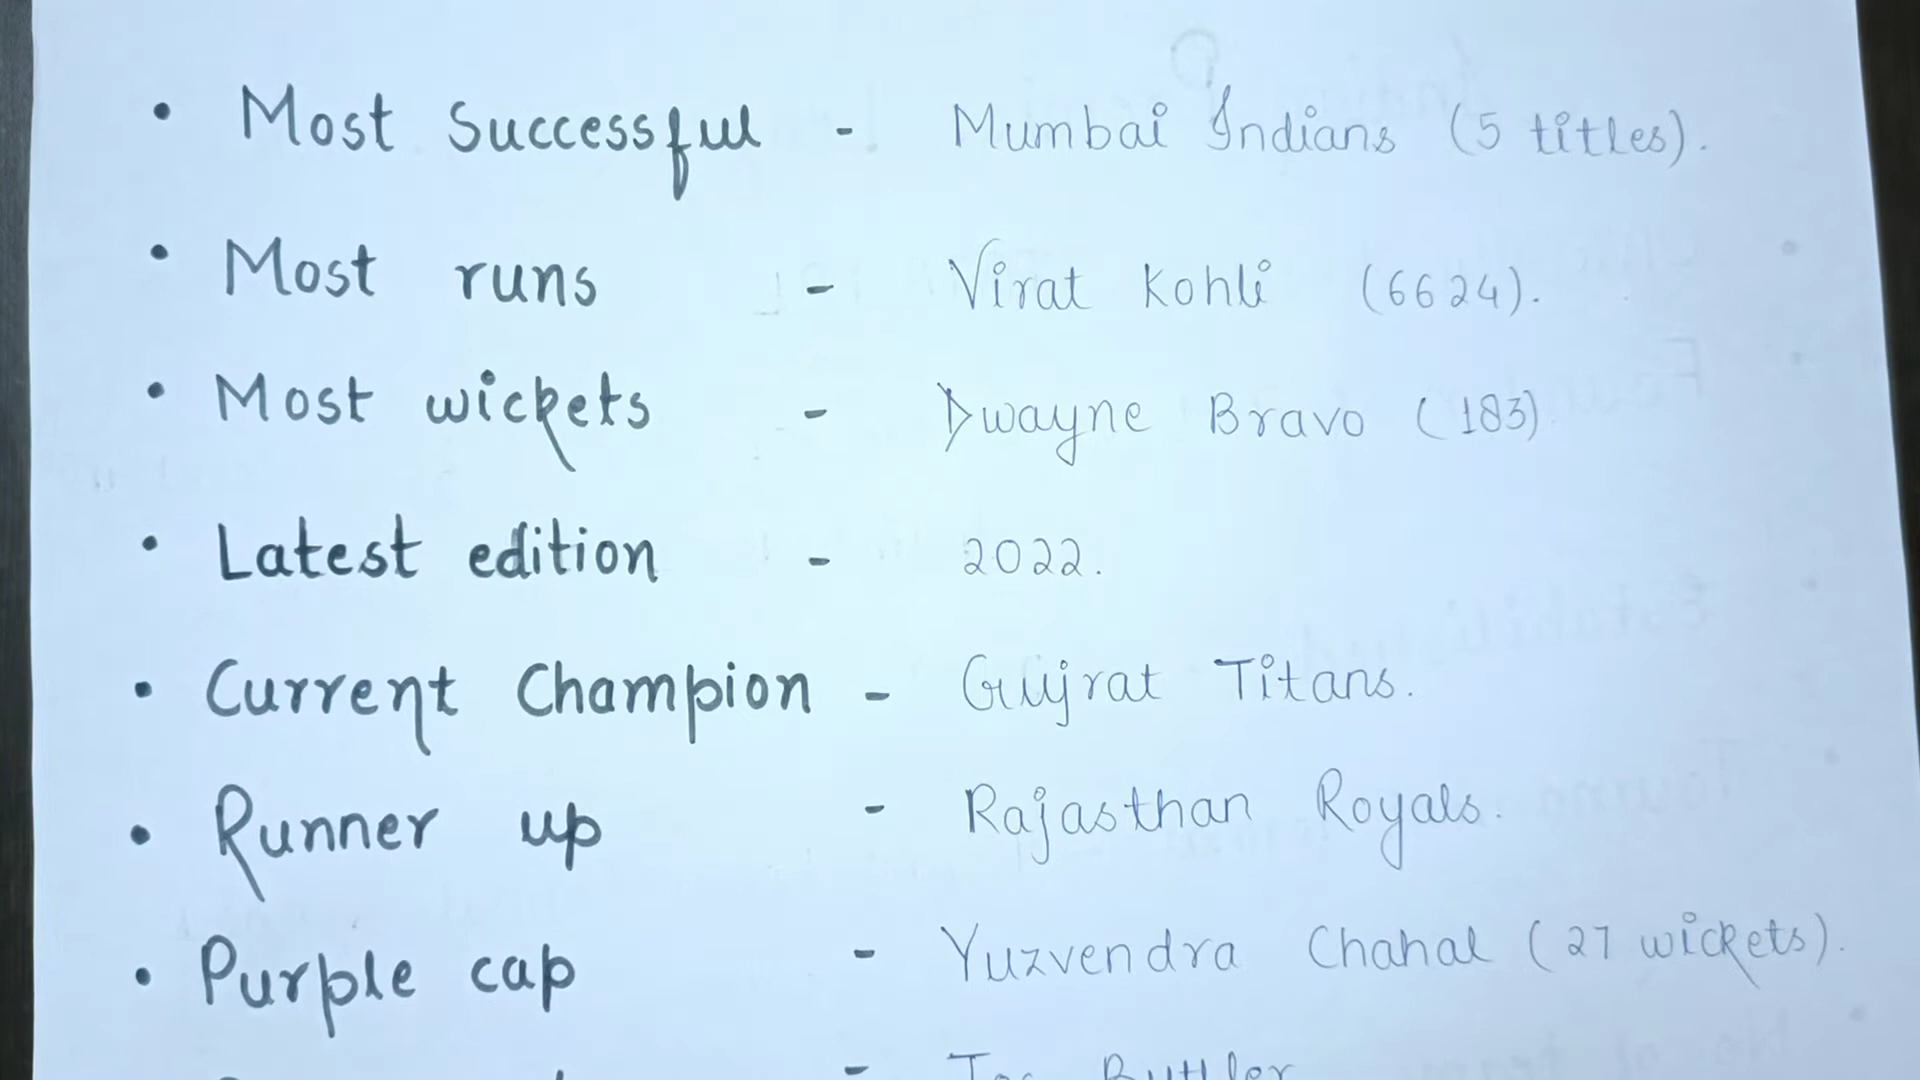 • Most Successful - Mumbai Indians (5 titles).
• Most runs - Virat Kohli (6624).
• Most wickets - Dwayne Bravo (183)
• Latest edition - 2022.
• Current Champion - Gujrat Titans.
• Runner up - Rajasthan Royals.
• Purple cap - Yuzvendra Chahal (27 wickets).
- Buttler